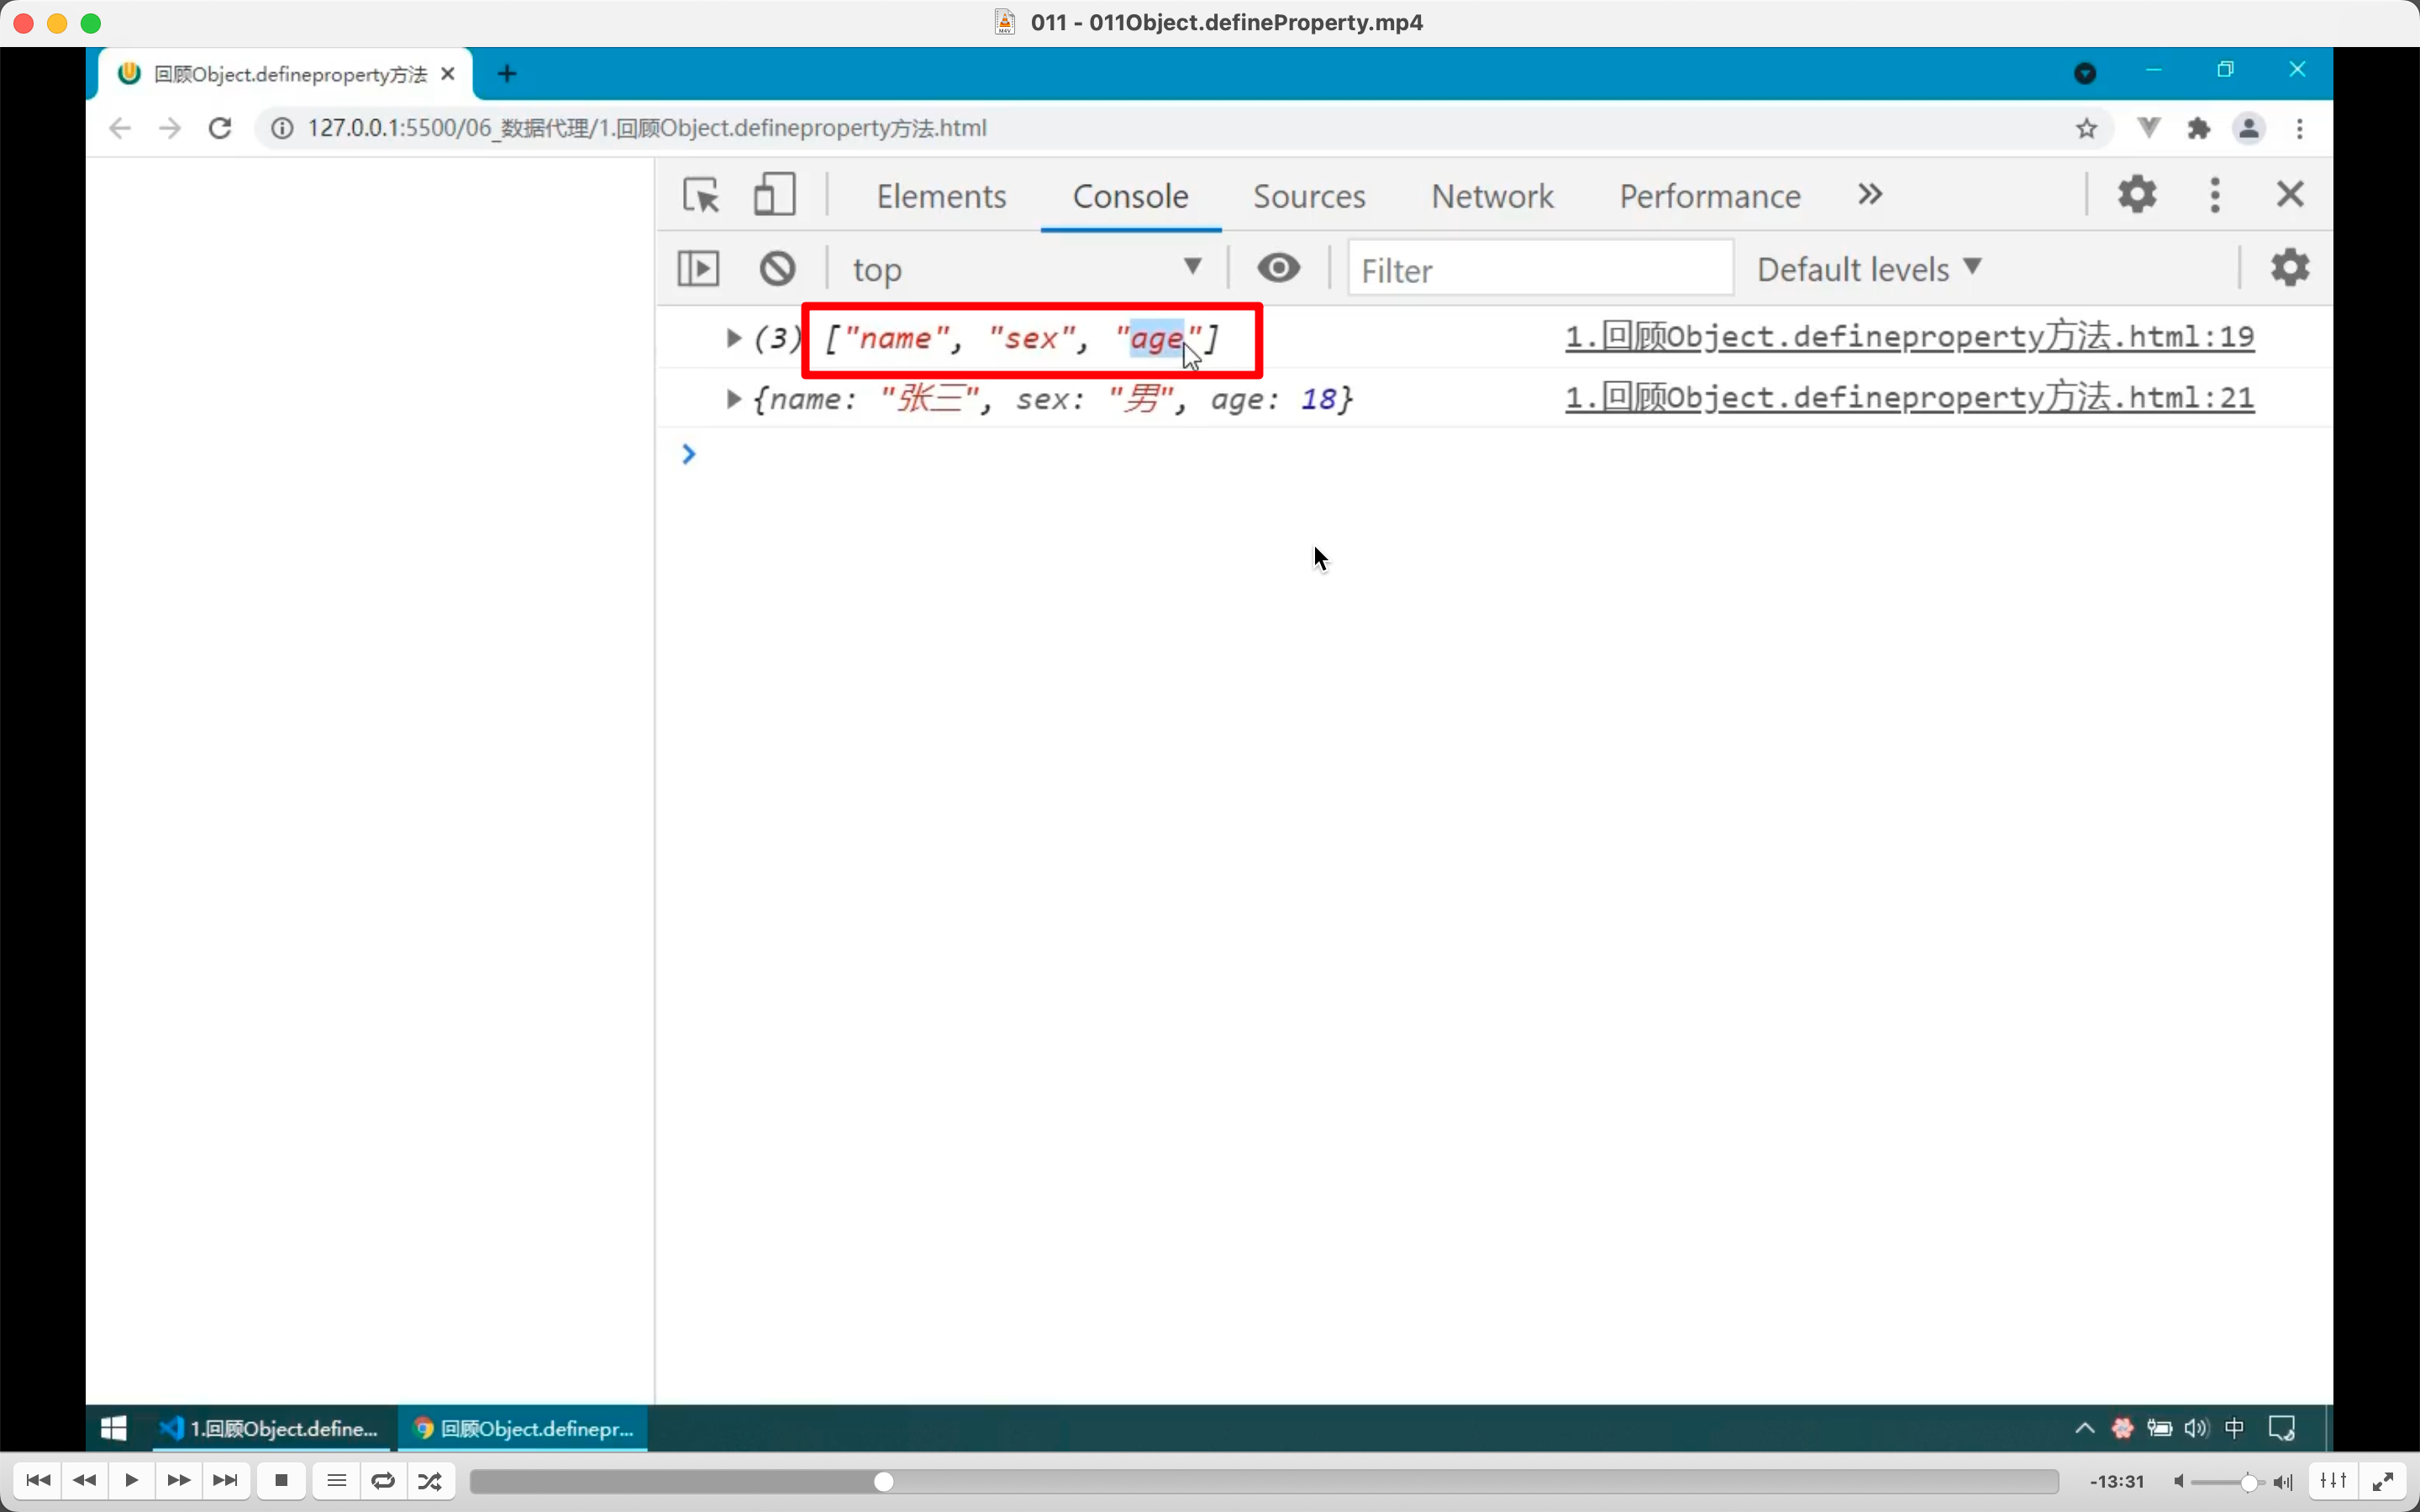 011 - 011Object.defineProperty.mp4
回顾Object.defineproperty方法
127.0.0.1:5500/06_数据代理/1.回顾Object.defineproperty方法.html
Elements Console Sources Network Performance
top Filter Default levels
(3) ["name", "sex", "age"] 1.回顾Object.defineproperty方法.html:19
{name: "张三", sex: "男", age: 18} 1.回顾Object.defineproperty方法.html:21
1.回顾Object.define... 回顾Object.definepr... 中
-13:31